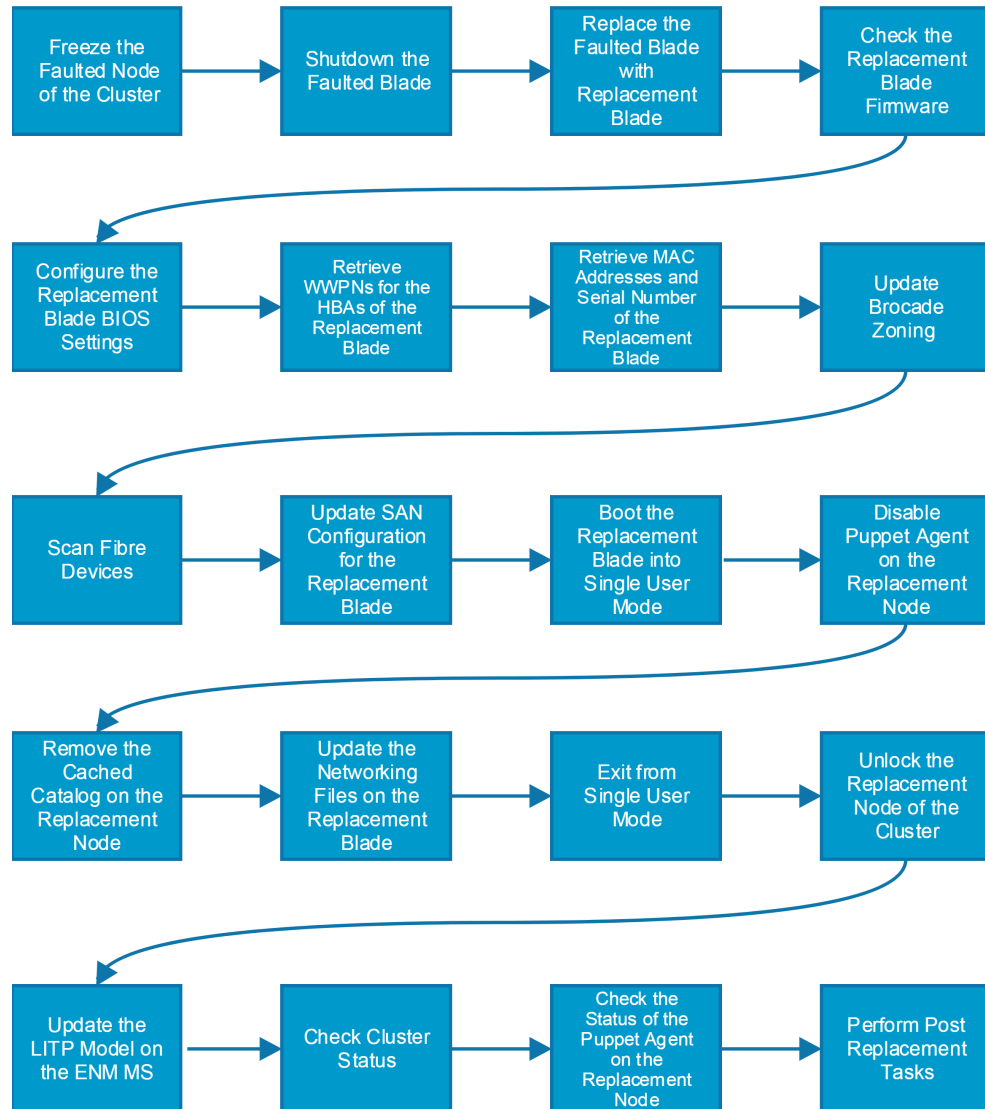 Freeze the
Faulted Node
of the Cluster
Shutdown the
Faulted Blade
Replace the
Faulted Blade
with
Replacement
Blade
Check the
Replacement
Blade
Firmware
Configure the
Replacement
Blade BIOS
Settings
Retrieve
WWPNs for the
HBAs of the
Replacement
Blade
Retrieve MAC
Addresses and
Serial Number
of the
Replacement
Blade
Update
Brocade
Zoning
Scan Fibre
Devices
Update SAN
Configuration
for the
Replacement
Blade
Boot the
Replacement
Blade into
Single User
Mode
Disable
Puppet Agent
on the
Replacement
Node
Remove the
Cached
Catalog on the
Replacement
Node
Update the
Networking
Files on the
Replacement
Blade
Exit from
Single User
Mode
Unlock the
Replacement
Node of the
Cluster
Update the
LITP Model on
the ENM MS
Check Cluster
Status
Check the
Status of the
Puppet Agent
on the
Replacement
Node
Perform Post
Replacement
Tasks